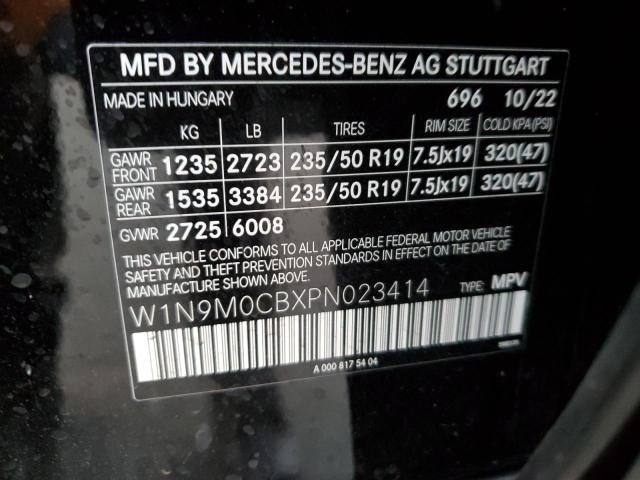 MFD BY MERCEDES-BENZ AG STUTTGART
MADE IN HUNGARY 696 10/22
KG LB TIRES RIM SIZE COLD KPA(PSI)
GAWR FRONT 1235 2723 235/50 R19 7.5Jx19 320(47)
GAWR REAR 1535 3384 235/50 R19 7.5Jx19 320(47)
GVWR 2725 6008
THIS VEHICLE CONFORMS TO ALL APPLICABLE FEDERAL MOTOR VEHICLE
SAFETY AND THEFT PREVENTION STANDARDS IN EFFECT ON THE DATE OF
MANUFACTURE SHOWN ABOVE.
W1N9M0CBXPN023414 TYPE: MPV
A 000 817 54 04